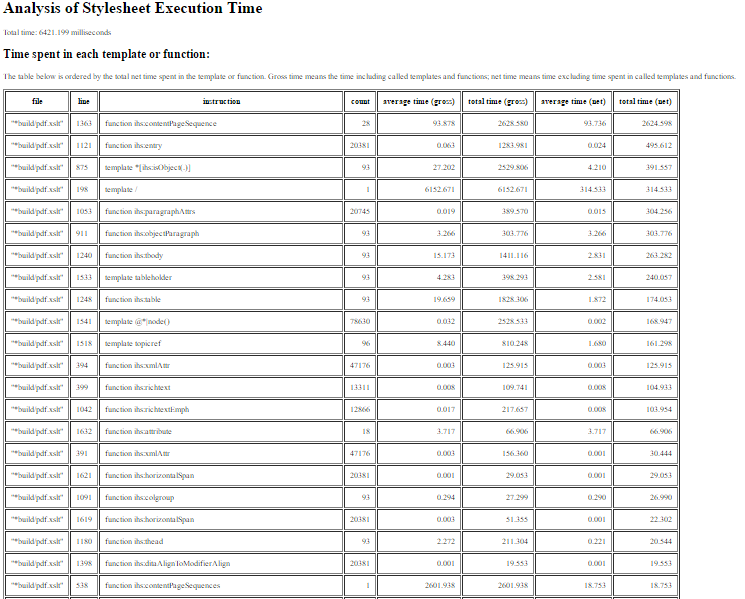 Analysis of Stylesheet Execution Time
Total time: 6421.199 milliseconds
Time spent in each template or function:
The table below is ordered by the total net time spent in the template or function. Gross time means the time including called templates and functions; net time means time excluding time spent in called templates and functions.
file line instruction count average time (gross) total time (gross) average time (net) total time (net)
"*build/pdf.xslt" 1363 function ihs:contentPageSequence 28 93.878 2628.580 93.736 2624.598
"*build/pdf.xslt" 1121 function ihs:entry 20381 0.063 1283.981 0.024 495.612
"*build/pdf.xslt" 875 template *[ihs:isObject(.)] 93 27.202 2529.806 4.210 391.557
"*build/pdf.xslt" 198 template / 1 6152.671 6152.671 314.533 314.533
"*build/pdf.xslt" 1053 function ihs:paragraphAttrs 20745 0.019 389.570 0.015 304.256
"*build/pdf.xslt" 911 function ihs:objectParagraph 93 3.266 303.776 3.266 303.776
"*build/pdf.xslt" 1240 function ihs:tbody 93 15.173 1411.116 2.831 263.282
"*build/pdf.xslt" 1533 template tableholder 93 4.283 398.293 2.581 240.057
"*build/pdf.xslt" 1248 function ihs:table 93 19.659 1828.306 1.872 174.053
"*build/pdf.xslt" 1541 template @*|node() 78630 0.032 2528.533 0.002 168.947
"*build/pdf.xslt" 1518 template topicref 96 8.440 810.248 1.680 161.298
"*build/pdf.xslt" 394 function ihs:xmlAttr 47176 0.003 125.915 0.003 125.915
"*build/pdf.xslt" 399 function ihs:richtext 13311 0.008 109.741 0.008 104.933
"*build/pdf.xslt" 1042 function ihs:richtextEmph 12866 0.017 217.657 0.008 103.954
"*build/pdf.xslt" 1632 function ihs:attribute 18 3.717 66.906 3.717 66.906
"*build/pdf.xslt" 391 function ihs:xmlAttr 47176 0.003 156.360 0.001 30.444
"*build/pdf.xslt" 1621 function ihs:horizontalSpan 20381 0.001 29.053 0.001 29.053
"*build/pdf.xslt" 1091 function ihs:colgroup 93 0.294 27.299 0.290 26.990
"*build/pdf.xslt" 1619 function ihs:horizontalSpan 20381 0.003 51.355 0.001 22.302
"*build/pdf.xslt" 1180 function ihs:thead 93 2.272 211.304 0.221 20.544
"*build/pdf.xslt" 1398 function ihs:ditaAlignToModifierAlign 20381 0.001 19.553 0.001 19.553
"*build/pdf.xslt" 538 function ihs:contentPageSequences 1 2601.938 2601.938 18.753 18.753